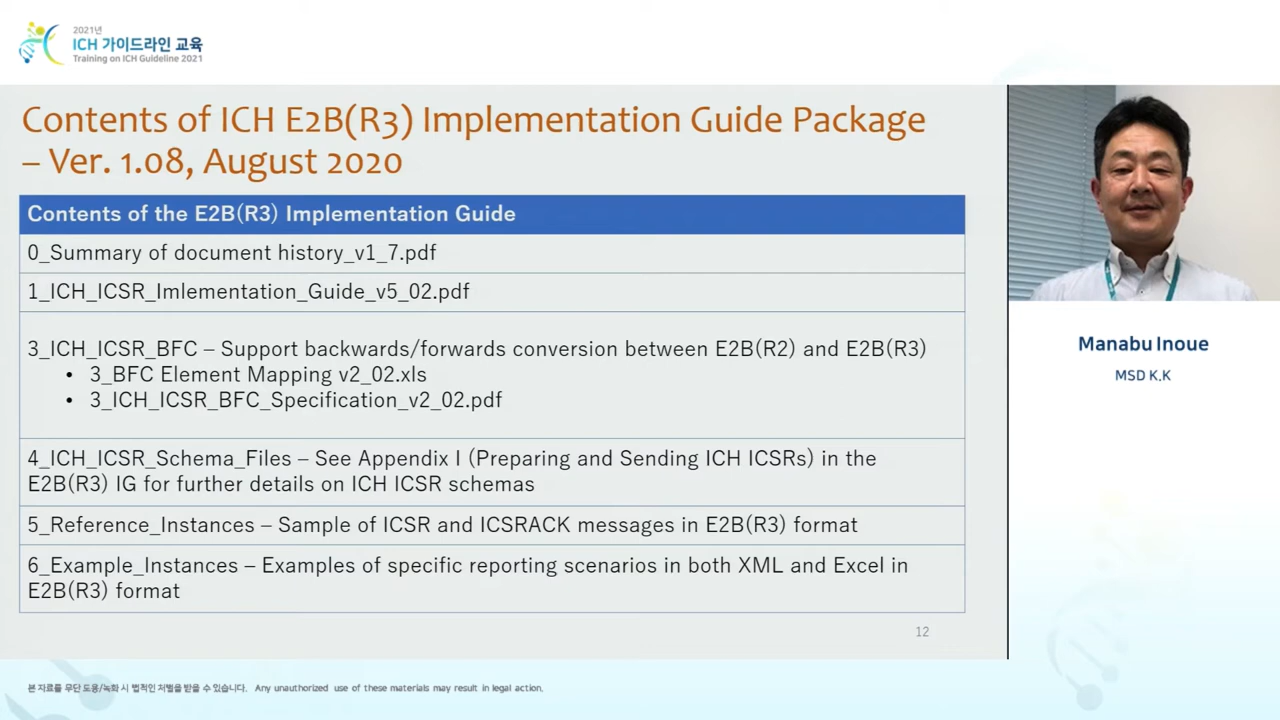 2021년
ICH 가이드라인 교육
Training on ICH Guideline 2021
Contents of ICH E2B(R3) Implementation Guide Package
– Ver. 1.08, August 2020
Contents of the E2B(R3) Implementation Guide
0_Summary of document history_v1_7.pdf
1_ICH_ICSR_Imlementation_Guide_v5_02.pdf
3_ICH_ICSR_BFC – Support backwards/forwards conversion between E2B(R2) and E2B(R3)
• 3_BFC Element Mapping v2_02.xls
• 3_ICH_ICSR_BFC_Specification_v2_02.pdf
4_ICH_ICSR_Schema_Files – See Appendix I (Preparing and Sending ICH ICSRs) in the
E2B(R3) IG for further details on ICH ICSR schemas
5_Reference_Instances – Sample of ICSR and ICSRACK messages in E2B(R3) format
6_Example_Instances – Examples of specific reporting scenarios in both XML and Excel in
E2B(R3) format
12
Manabu Inoue
MSD K.K
본 자료를 무단 도용/녹화 시 법적인 처벌을 받을 수 있습니다. Any unauthorized use of these materials may result in legal action.